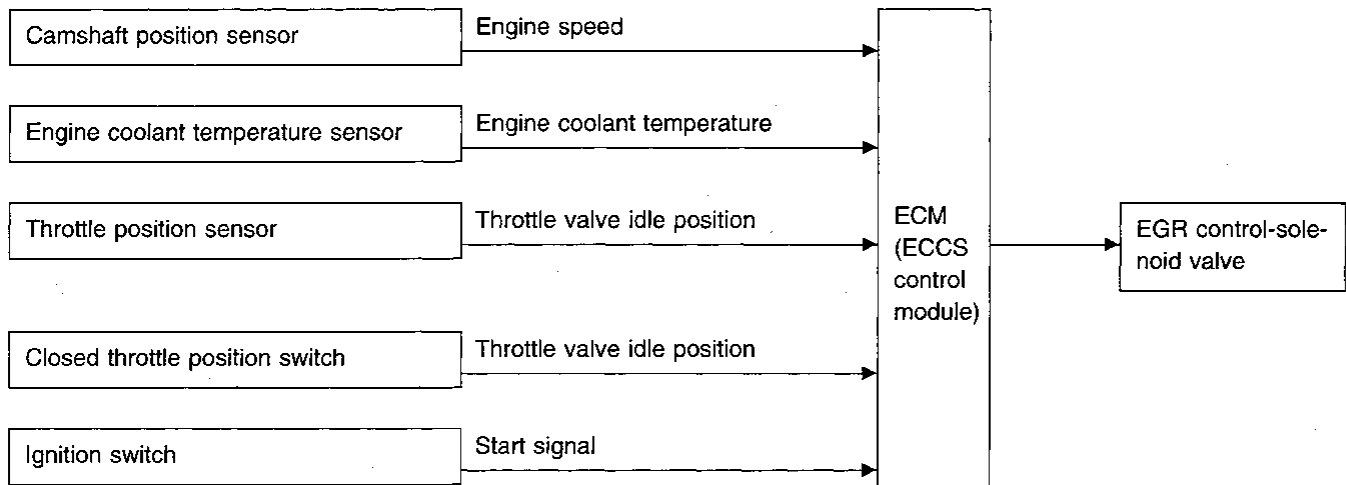 Camshaft position sensor
Engine speed
Engine coolant temperature sensor
Engine coolant temperature
Throttle position sensor
Throttle valve idle position
ECM
(ECCS
control
module)
EGR control-sole-
noid valve
Closed throttle position switch
Throttle valve idle position
Ignition switch
Start signal